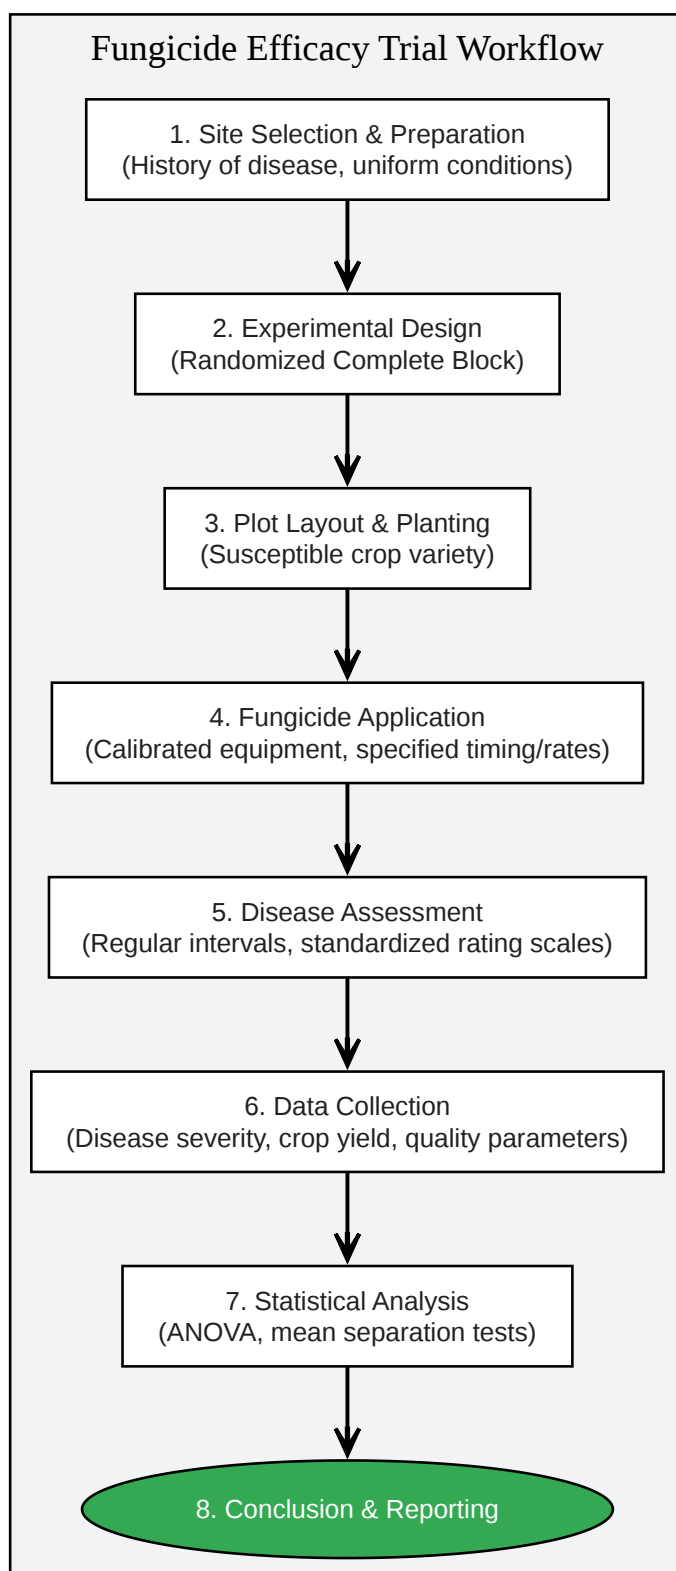 Fungicide Efficacy Trial Workflow
1. Site Selection & Preparation
(History of disease, uniform conditions)
2. Experimental Design
(Randomized Complete Block)
3. Plot Layout & Planting
(Susceptible crop variety)
4. Fungicide Application
(Calibrated equipment, specified timing/rates)
5. Disease Assessment
(Regular intervals, standardized rating scales)
6. Data Collection
(Disease severity, crop yield, quality parameters)
7. Statistical Analysis
(ANOVA, mean separation tests)
8. Conclusion & Reporting